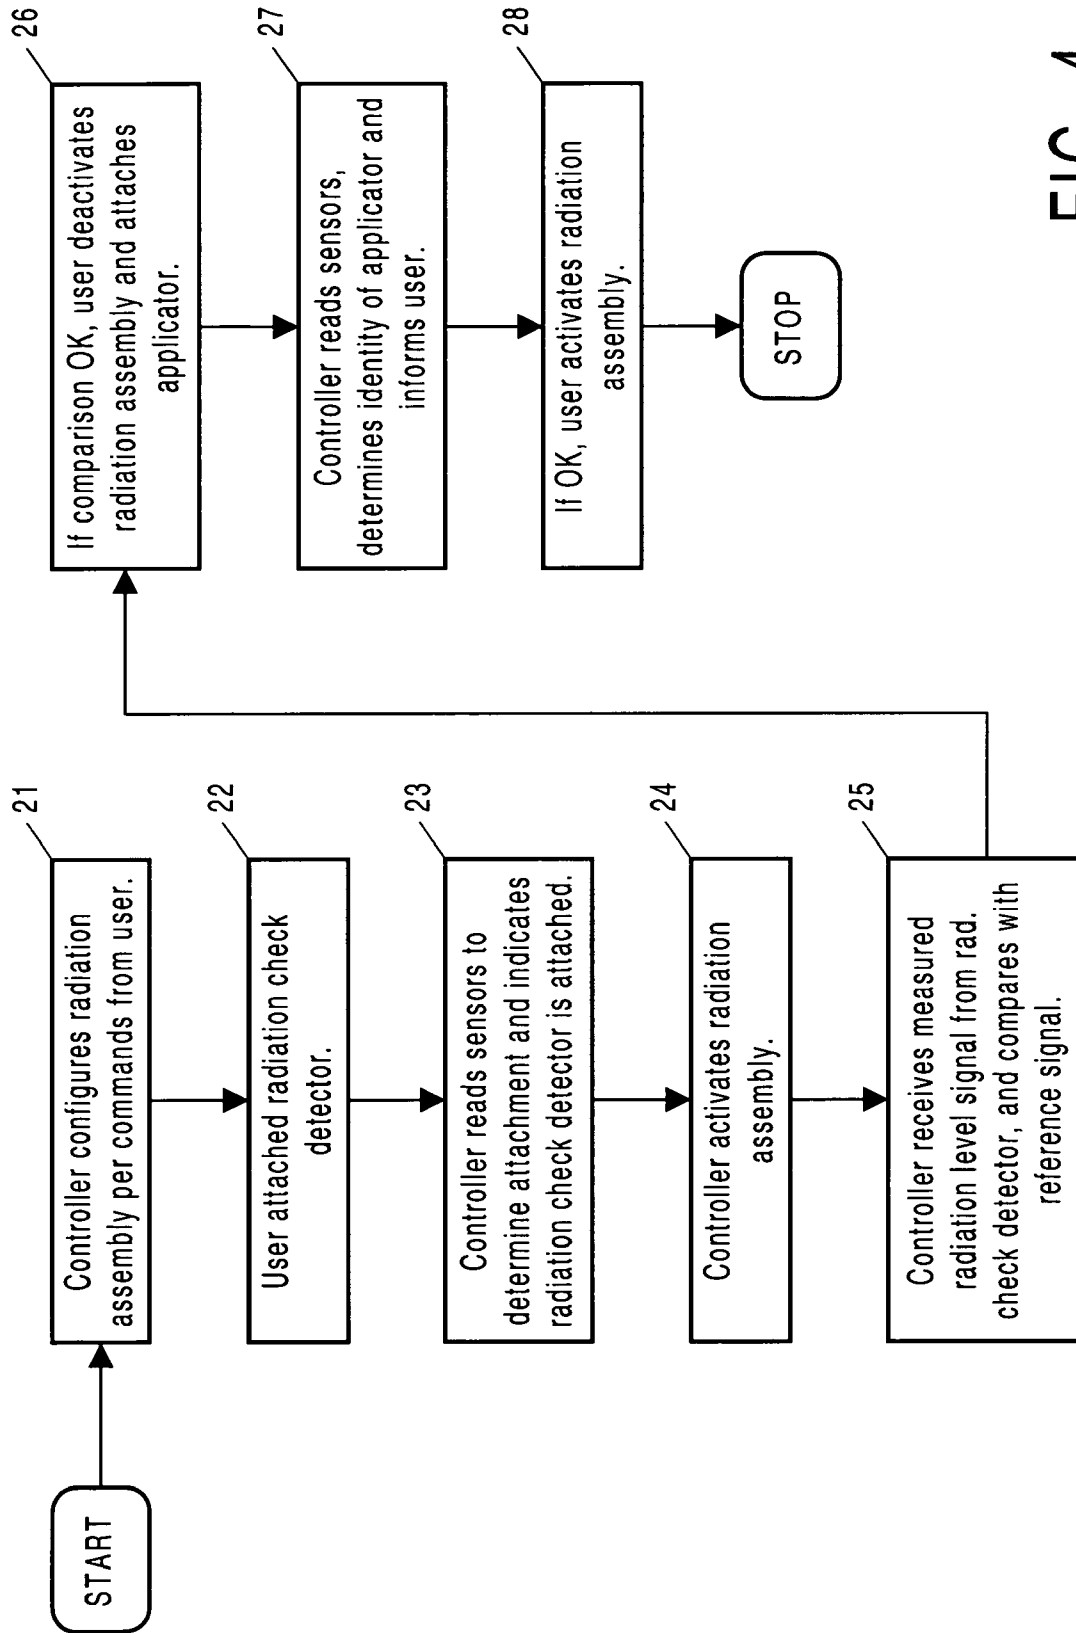 START
21
Controller configures radiation
assembly per commands from user.
22
User attached radiation check
detector.
23
Controller reads sensors to
determine attachment and indicates
radiation check detector is attached.
24
Controller activates radiation
assembly.
25
Controller receives measured
radiation level signal from rad.
check detector, and compares with
reference signal.
26
If comparison OK, user deactivates
radiation assembly and attaches
applicator.
27
Controller reads sensors,
determines identity of applicator and
informs user.
28
If OK, user activates radiation
assembly.
STOP
FIG. 4